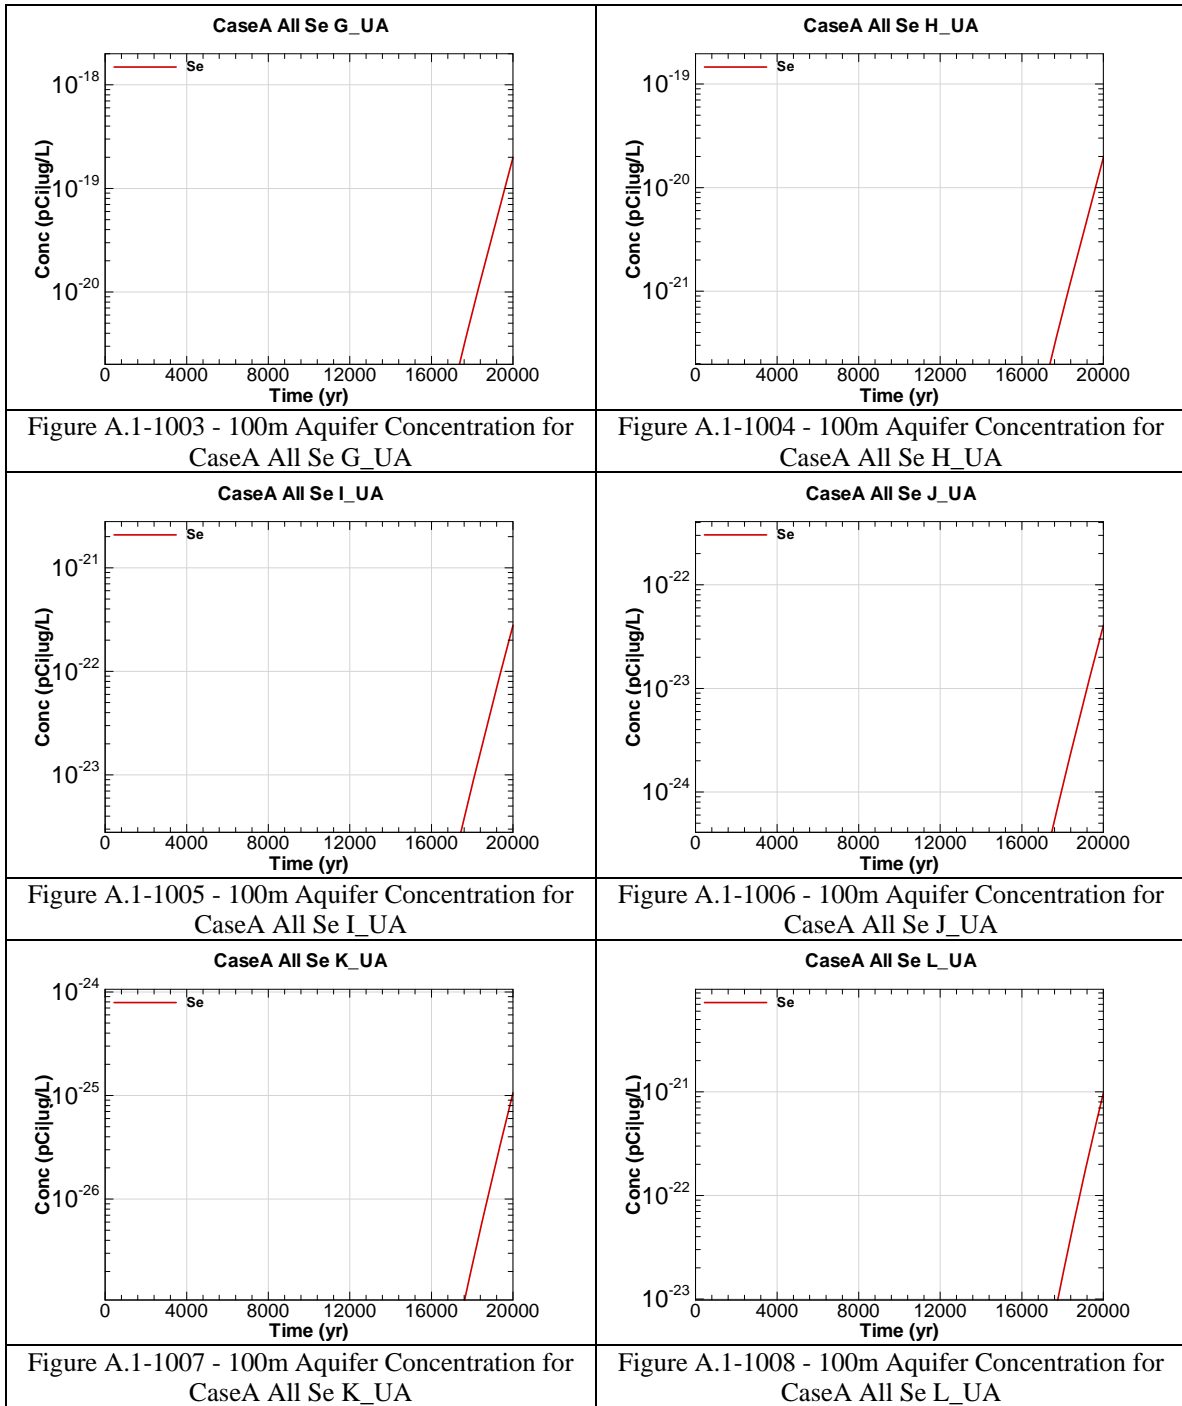 CaseA All Se G_UA
Se
10-18
10-19
10-20
Conc (pCi|ug/L)
0 4000 8000 12000 16000 20000
Time (yr)
Figure A.1-1003 - 100m Aquifer Concentration for
CaseA All Se G_UA
CaseA All Se H_UA
Se
10-19
10-20
10-21
Conc (pCi|ug/L)
0 4000 8000 12000 16000 20000
Time (yr)
Figure A.1-1004 - 100m Aquifer Concentration for
CaseA All Se H_UA
CaseA All Se I_UA
Se
10-21
10-22
10-23
Conc (pCi|ug/L)
0 4000 8000 12000 16000 20000
Time (yr)
Figure A.1-1005 - 100m Aquifer Concentration for
CaseA All Se I_UA
CaseA All Se J_UA
Se
10-22
10-23
10-24
Conc (pCi|ug/L)
0 4000 8000 12000 16000 20000
Time (yr)
Figure A.1-1006 - 100m Aquifer Concentration for
CaseA All Se J_UA
CaseA All Se K_UA
10-24
Se
10-25
10-26
Conc (pCi|ug/L)
0 4000 8000 12000 16000 20000
Time (yr)
Figure A.1-1007 - 100m Aquifer Concentration for
CaseA All Se K_UA
CaseA All Se L_UA
Se
10-21
10-22
10-23
Conc (pCi|ug/L)
0 4000 8000 12000 16000 20000
Time (yr)
Figure A.1-1008 - 100m Aquifer Concentration for
CaseA All Se L_UA